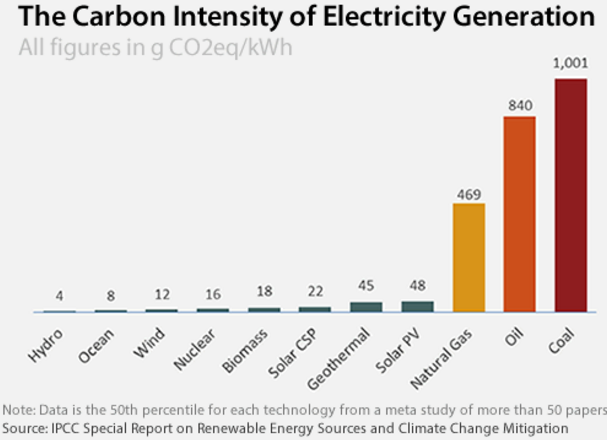 The Carbon Intensity of Electricity Generation
All figures in g CO2eq/kWh
4 8 12 16 18 22 45 48 469 840 1,001
Hydro Ocean Wind Nuclear Biomass Solar CSP Geothermal Solar PV Natural Gas Oil Coal
Note: Data is the 50th percentile for each technology from a meta study of more than 50 papers
Source: IPCC Special Report on Renewable Energy Sources and Climate Change Mitigation